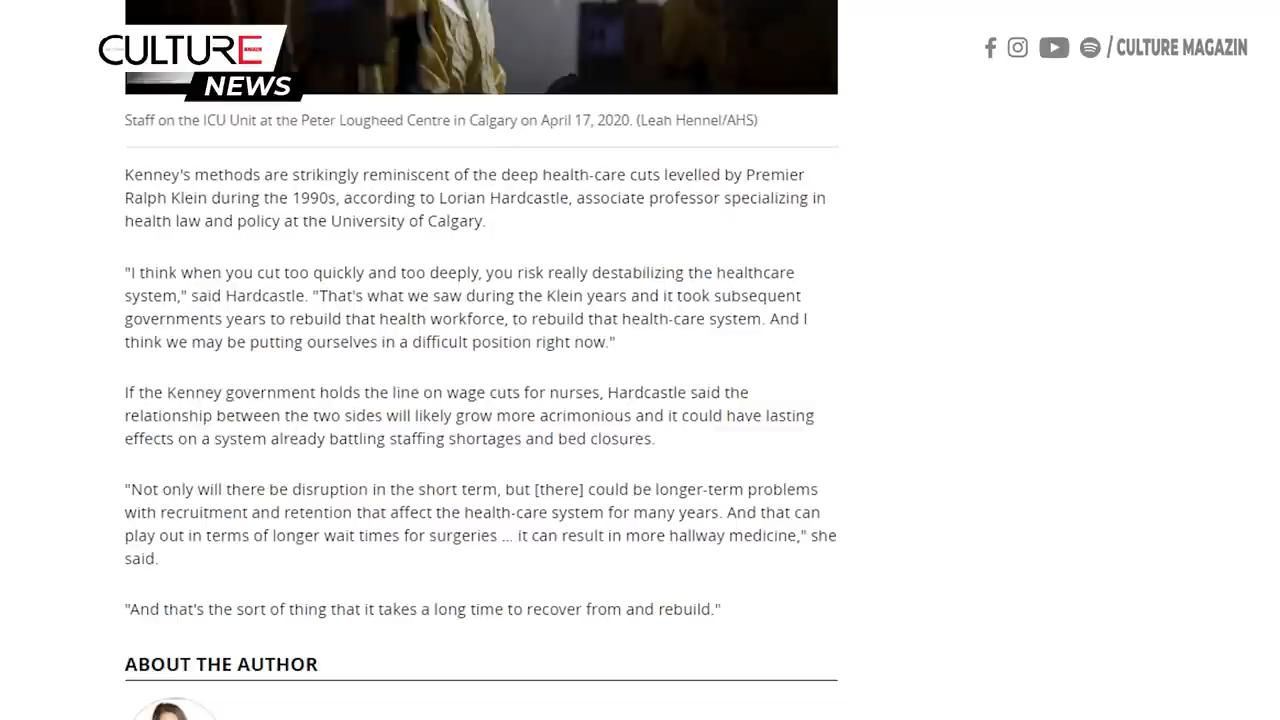 CULTURE
NEWS
/ CULTURE MAGAZIN
Staff on the ICU Unit at the Peter Lougheed Centre in Calgary on April 17, 2020. (Leah Hennel/AHS)
Kenney's methods are strikingly reminiscent of the deep health-care cuts levelled by Premier
Ralph Klein during the 1990s, according to Lorian Hardcastle, associate professor specializing in
health law and policy at the University of Calgary.
"I think when you cut too quickly and too deeply, you risk really destabilizing the healthcare
system," said Hardcastle. "That's what we saw during the Klein years and it took subsequent
governments years to rebuild that health workforce, to rebuild that health-care system. And I
think we may be putting ourselves in a difficult position right now."
If the Kenney government holds the line on wage cuts for nurses, Hardcastle said the
relationship between the two sides will likely grow more acrimonious and it could have lasting
effects on a system already battling staffing shortages and bed closures.
"Not only will there be disruption in the short term, but [there] could be longer-term problems
with recruitment and retention that affect the health-care system for many years. And that can
play out in terms of longer wait times for surgeries ... it can result in more hallway medicine," she
said.
"And that's the sort of thing that it takes a long time to recover from and rebuild."
ABOUT THE AUTHOR